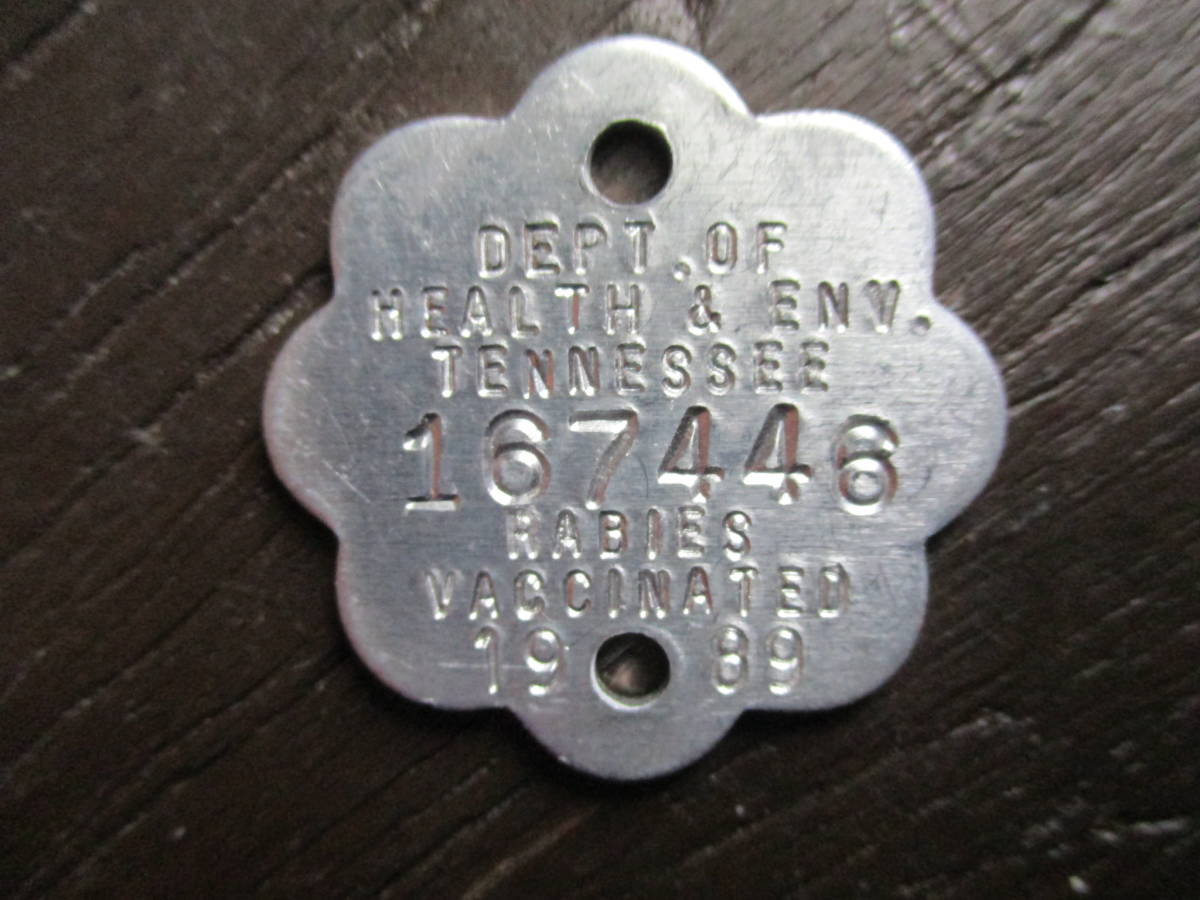 DEPT.OF
HEALTH & ENV.
TENNESSEE
167446
RABIES
VACCINATED
19 89